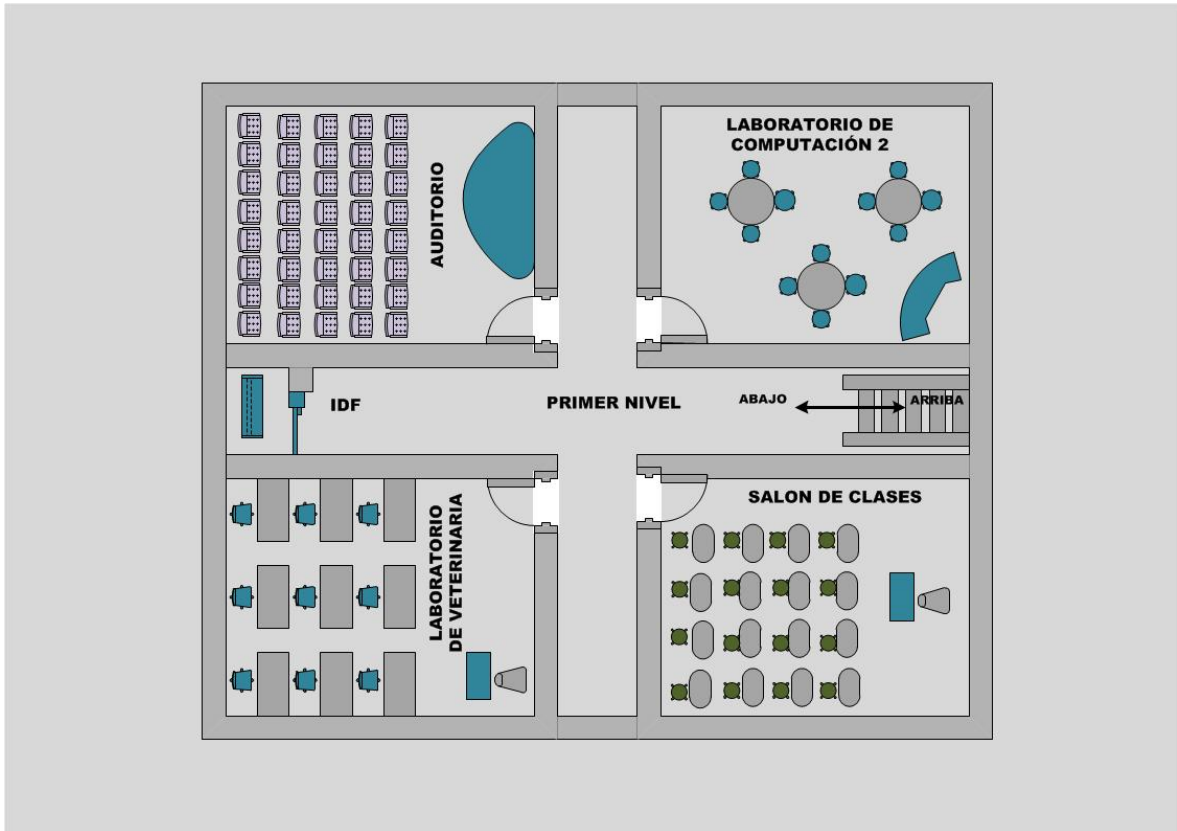 LABORATORIO DE
COMPUTACIÓN 2
AUDITORIO
IDF
PRIMER NIVEL
ABAJO
ARRIBA
LABORATORIO
DE VETERINARIA
SALON DE CLASES